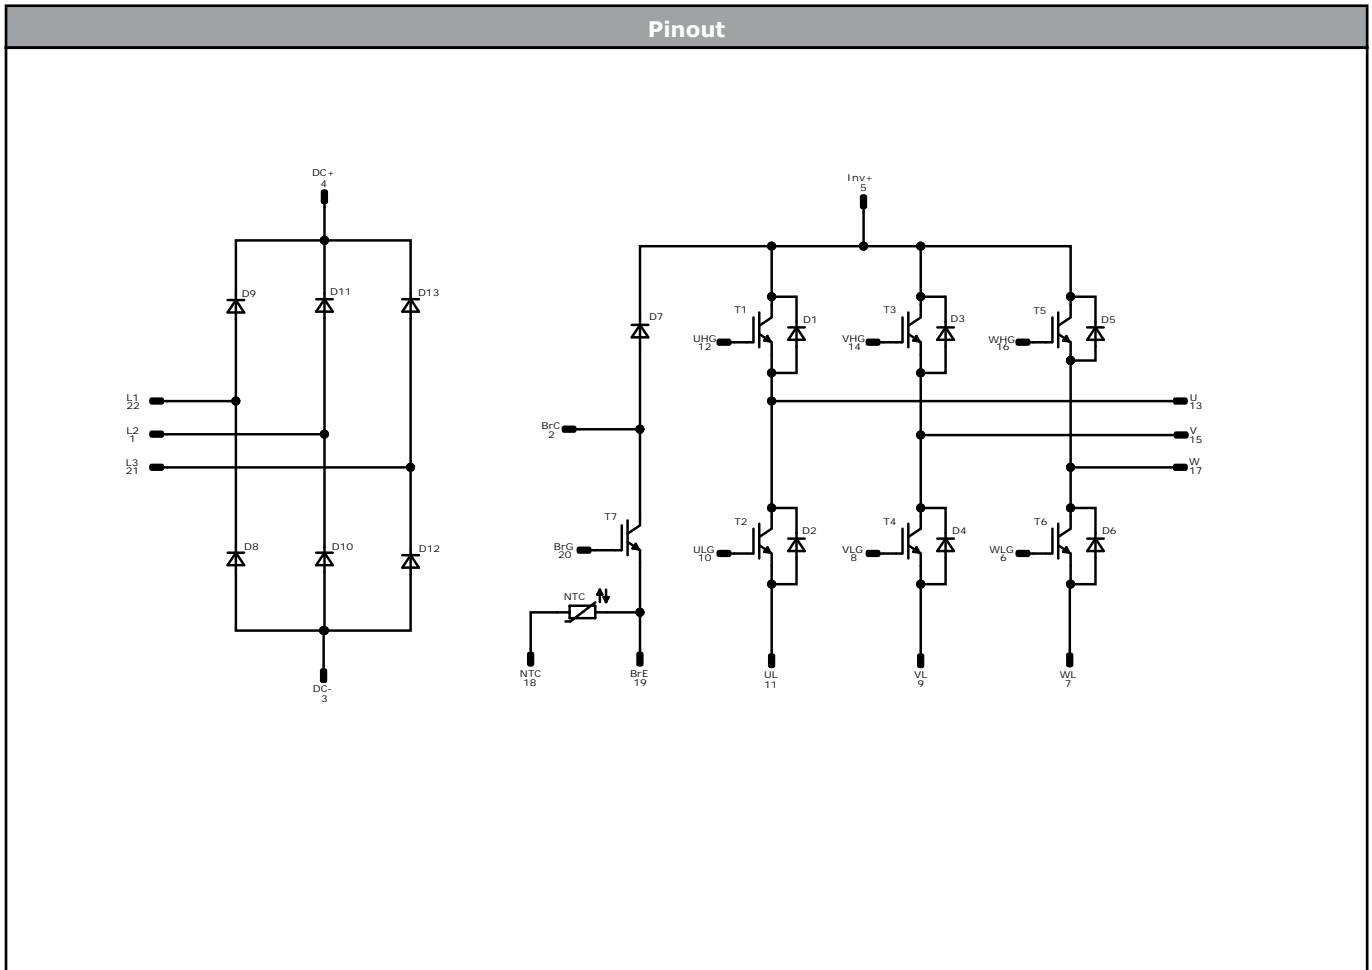 Pinout
DC+
4
Inv+
5
D9
D11
D13
D7
T1
D1
T3
D3
T5
D5
UHG
12
VHG
14
WHG
16
L1
22
U
13
BrC
2
L2
1
V
15
L3
21
W
17
T7
T2
D2
T4
D4
T6
D6
D8
D10
D12
BrG
20
ULG
10
VLG
8
WLG
6
NTC
NTC
18
BrE
19
UL
11
VL
9
WL
7
DC-
3